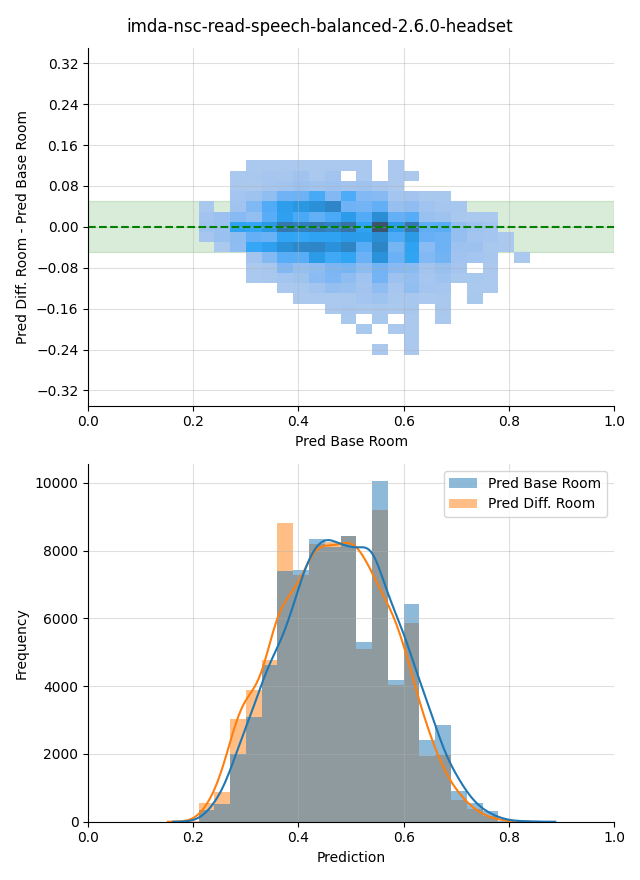 imda-nsc-read-speech-balanced-2.6.0-headset
0.32
0.24
0.16
0.08
0.00
−0.08
−0.16
−0.24
−0.32
Pred Diff. Room - Pred Base Room
0.0 0.2 0.4 0.6 0.8 1.0
Pred Base Room
Pred Base Room
Pred Diff. Room
10000
8000
6000
4000
2000
0
Frequency
0.0 0.2 0.4 0.6 0.8 1.0
Prediction